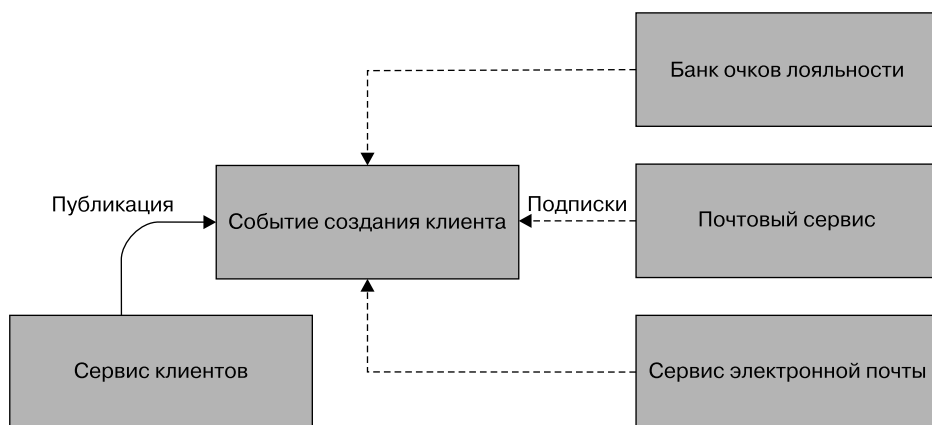 Банк очков лояльности
Публикация
Событие создания клиента
Подписки
Почтовый сервис
Сервис клиентов
Сервис электронной почты